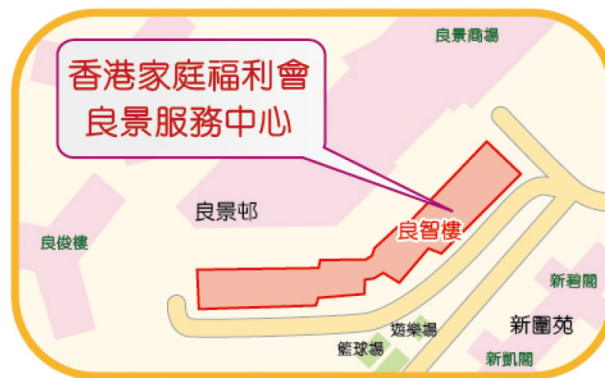 良景商場
香港家庭福利會
良景服務中心
良景邨
良智樓
良俊樓
新碧閣
遊樂場
新圍苑
籃球場
新凱閣